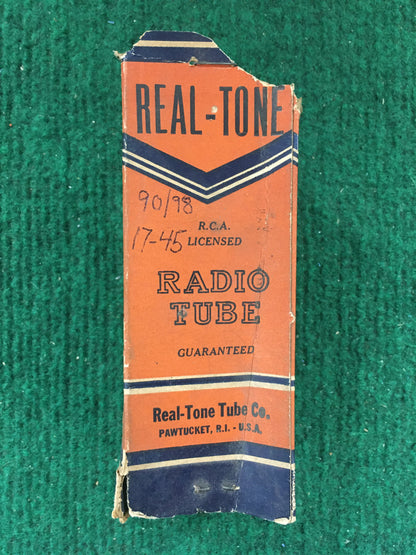 REAL-TONE
90/98
R.C.A.
17-45 LICENSED
RADIO
TUBE
GUARANTEED
Real-Tone Tube Co.
PAWTUCKET, R.I. - U.S.A.